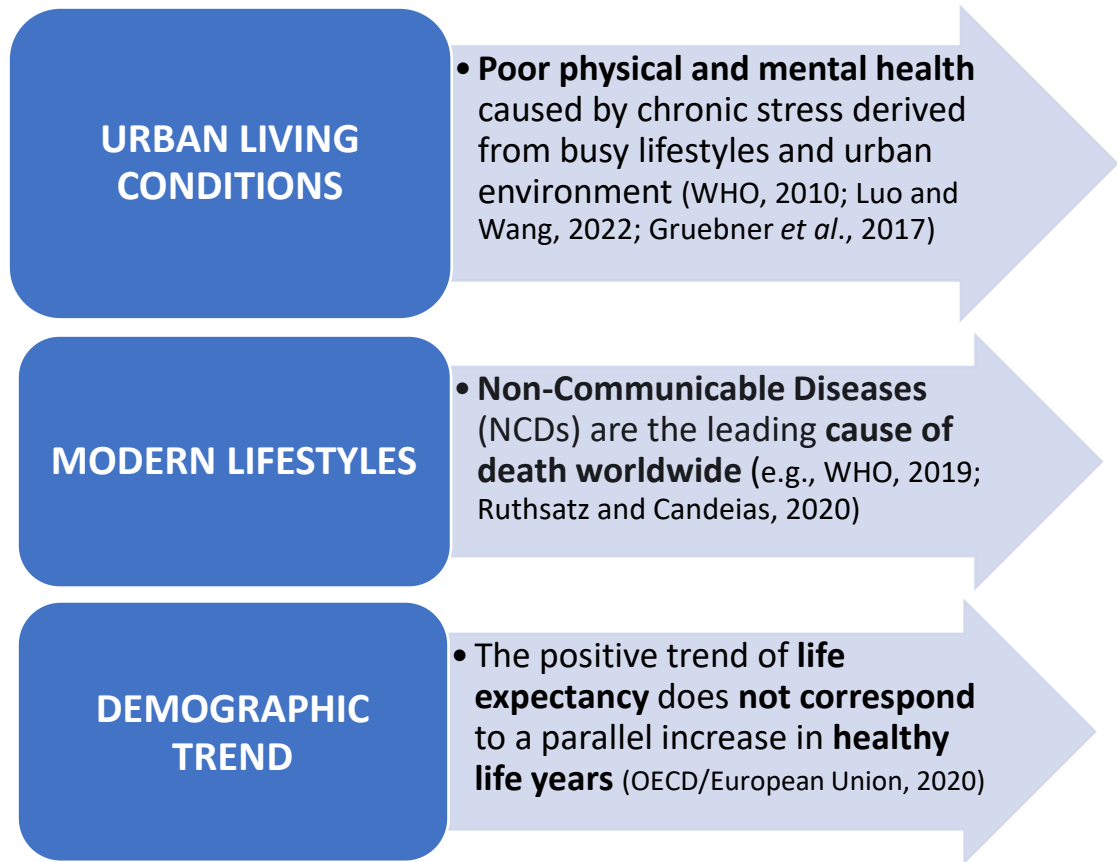 URBAN LIVING
CONDITIONS
• Poor physical and mental health
caused by chronic stress derived
from busy lifestyles and urban
environment (WHO, 2010; Luo and
Wang, 2022; Gruebner et al., 2017)
MODERN LIFESTYLES
• Non-Communicable Diseases
(NCDs) are the leading cause of
death worldwide (e.g., WHO, 2019;
Ruthsatz and Candeias, 2020)
DEMOGRAPHIC
TREND
• The positive trend of life
expectancy does not correspond
to a parallel increase in healthy
life years (OECD/European Union, 2020)